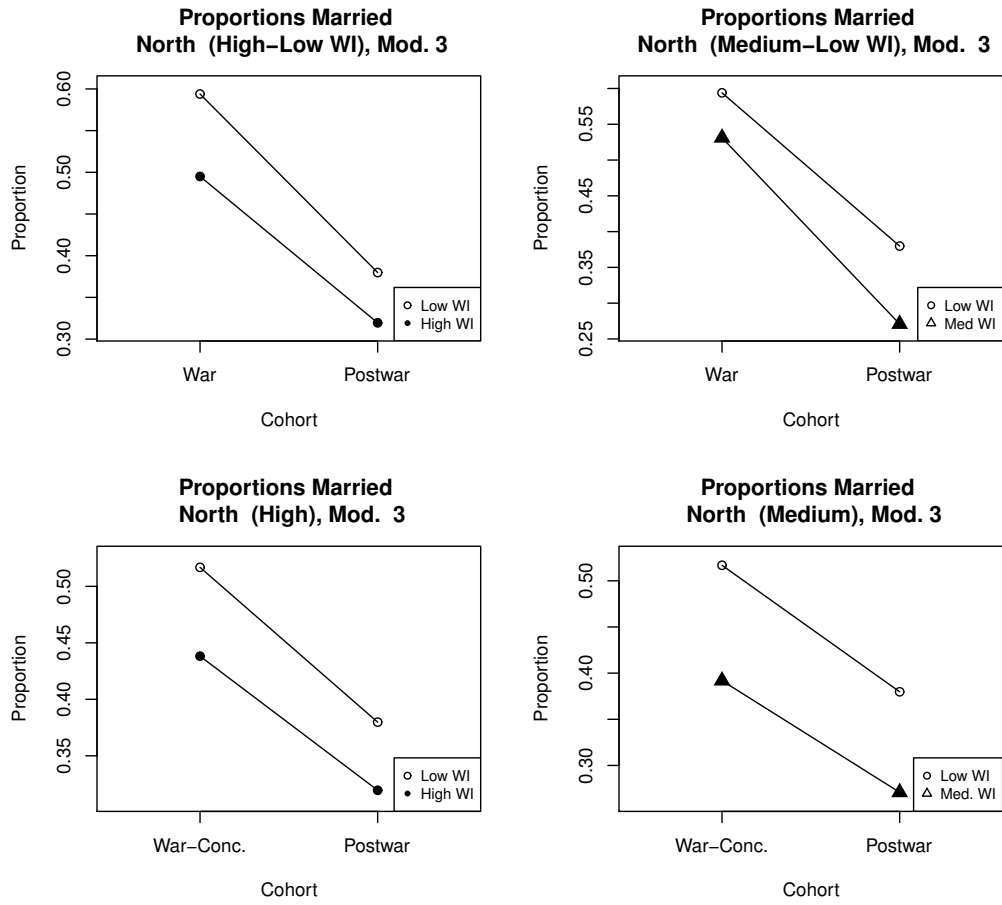 Proportions Married
North (High−Low WI), Mod. 3
Proportion
0.60
0.50
0.40
0.30
War
Postwar
Cohort
Low WI
High WI
Proportions Married
North (Medium−Low WI), Mod. 3
Proportion
0.55
0.45
0.35
0.25
War
Postwar
Cohort
Low WI
Med WI
Proportions Married
North (High), Mod. 3
Proportion
0.50
0.45
0.40
0.35
War−Conc.
Postwar
Cohort
Low WI
High WI
Proportions Married
North (Medium), Mod. 3
Proportion
0.50
0.40
0.30
War−Conc.
Postwar
Cohort
Low WI
Med. WI